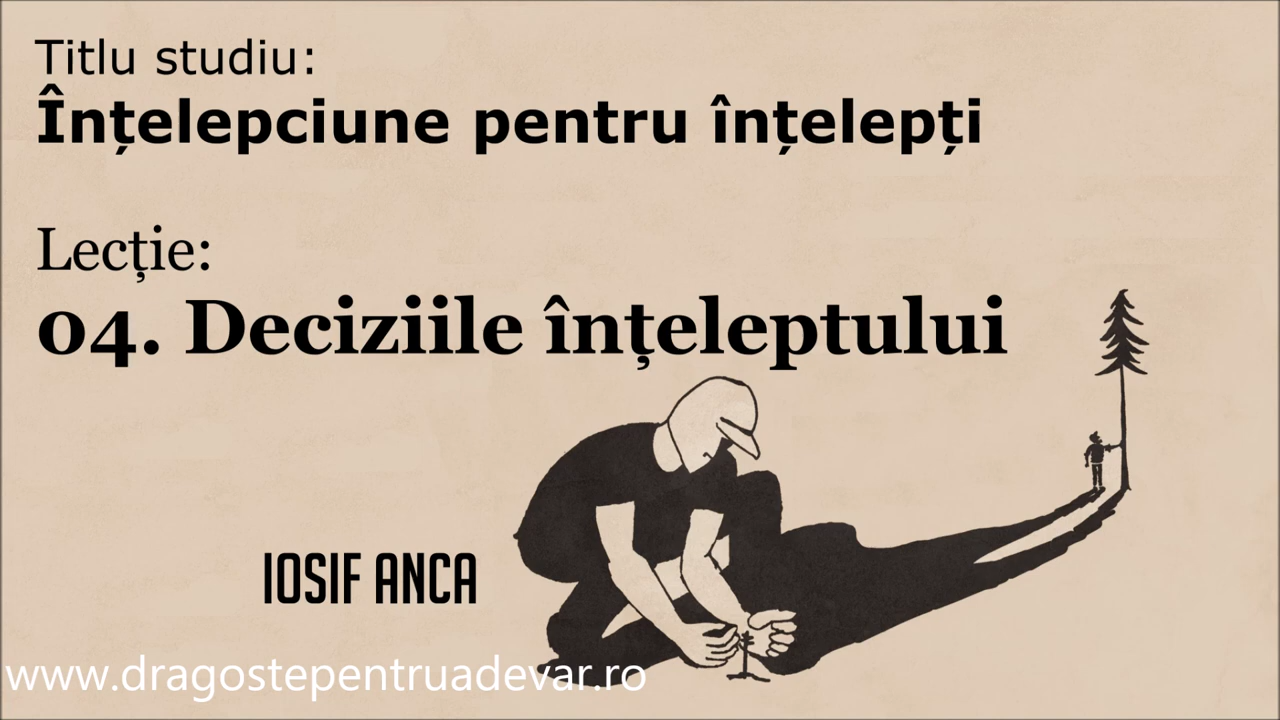 Titlu studiu:
Înțelepciune pentru înțelepți
Lecție:
04. Deciziile înțeleptului
IOSIF ANCA
www.dragostepentruadevar.ro